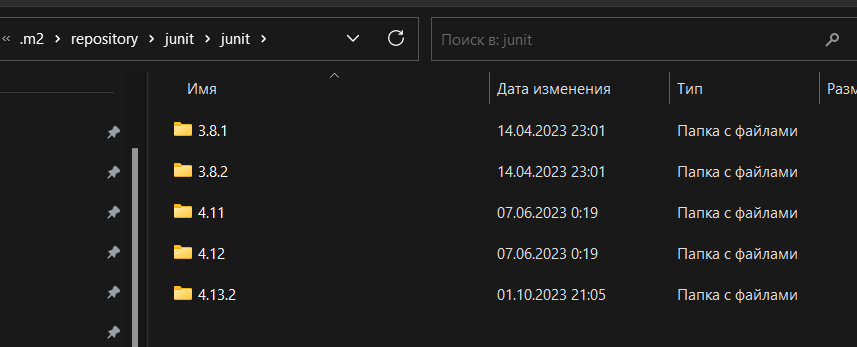 « .m2 > repository > junit > junit >
Поиск в: junit
Имя Дата изменения Тип Разм
3.8.1 14.04.2023 23:01 Папка с файлами
3.8.2 14.04.2023 23:01 Папка с файлами
4.11 07.06.2023 0:19 Папка с файлами
4.12 07.06.2023 0:19 Папка с файлами
4.13.2 01.10.2023 21:05 Папка с файлами